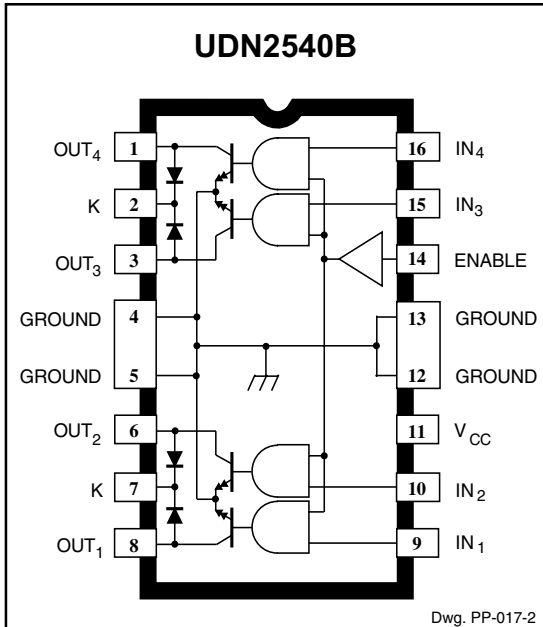 UDN2540B
OUT4 1 16 IN4
K 2 15 IN3
OUT3 3 14 ENABLE
GROUND 4 13 GROUND
GROUND 5 12 GROUND
OUT2 6 11 VCC
K 7 10 IN2
OUT1 8 9 IN1
Dwg. PP-017-2